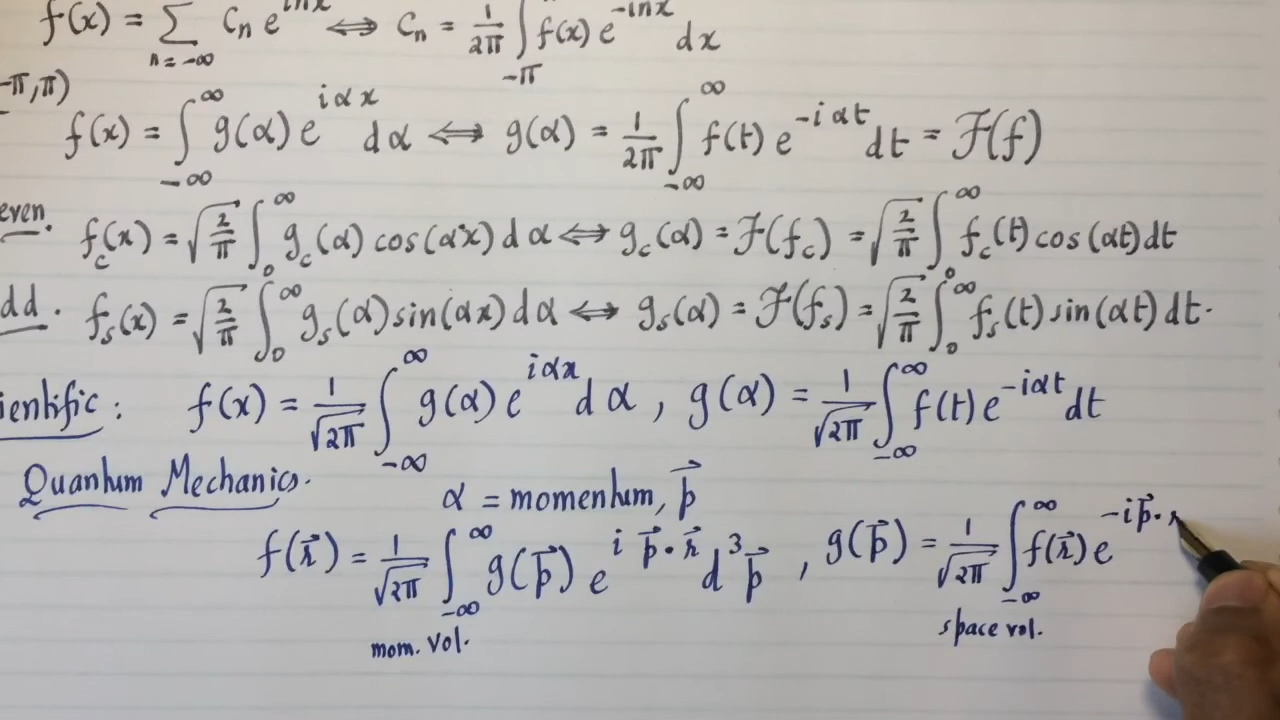 f(x) = ∑ₙ₌₋∞ Cₙ e^{inx} ⟺ Cₙ = 1/2π ∫_{-π} f(x) e^{-inx} dx
-π, π)
f(x) = ∫_{-∞}^{∞} g(α) e^{iαx} dα ⟺ g(α) = 1/2π ∫_{-∞}^{∞} f(t) e^{-iαt} dt = ℱ(f)
even. f_c(x) = √(2/π) ∫_0^∞ g_c(α) cos(αx) dα ⟺ g_c(α) = ℱ(f_c) = √(2/π) ∫_0^∞ f_c(t) cos(αt) dt
dd. f_s(x) = √(2/π) ∫_0^∞ g_s(α) sin(αx) dα ⟺ g_s(α) = ℱ(f_s) = √(2/π) ∫_0^∞ f_s(t) sin(αt) dt.
ientific: f(x) = 1/√2π ∫_{-∞}^{∞} g(α) e^{iαx} dα, g(α) = 1/√2π ∫_{-∞}^{∞} f(t) e^{-iαt} dt
Quantum Mechanics. α = momentum, p⃗
f(r⃗) = 1/√2π ∫_{-∞}^{∞} g(p⃗) e^{i p⃗·r⃗} d³p⃗, g(p⃗) = 1/√2π ∫_{-∞}^{∞} f(r⃗) e^{-ip⃗·
mom. vol. space vol.